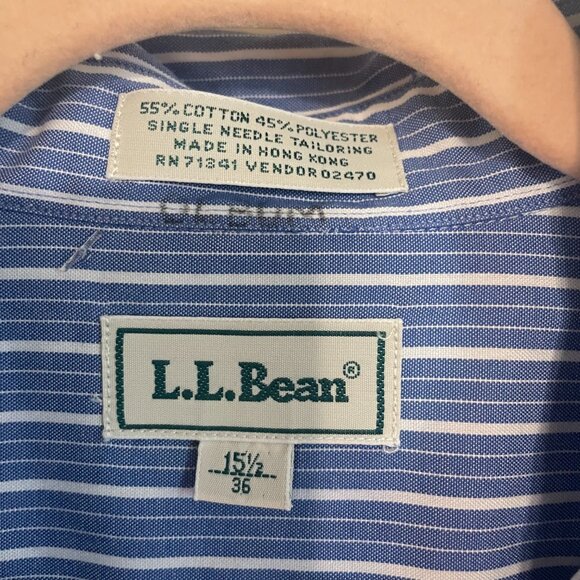 55% COTTON 45% POLYESTER
SINGLE NEEDLE TAILORING
MADE IN HONG KONG
RN 71341 VENDOR 02470
L.L.Bean®
15½
36